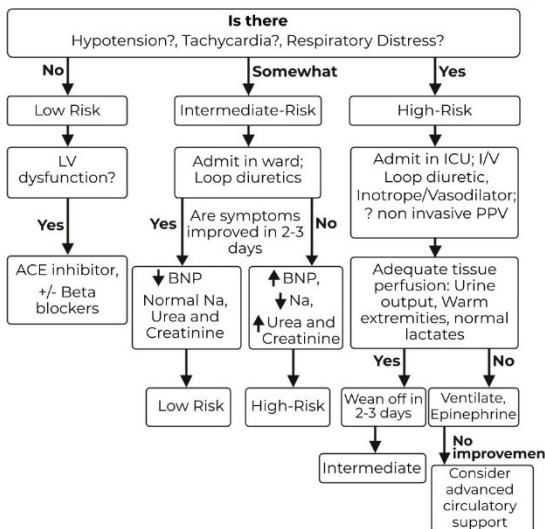 Is there
Hypotension?, Tachycardia?, Respiratory Distress?
No
Somewhat
Yes
Low Risk
Intermediate-Risk
High-Risk
LV
dysfunction?
Admit in ward;
Loop diuretics
Admit in ICU; I/V
Loop diuretic,
Inotrope/Vasodilator;
? non invasive PPV
Yes
Yes
Are symptoms
improved in 2-3
days
No
ACE inhibitor,
+/- Beta
blockers
BNP
Normal Na,
Urea and
Creatinine
BNP,
Na,
Urea and
Creatinine
Adequate tissue
perfusion: Urine
output, Warm
extremities, normal
lactates
Yes
No
Low Risk
High-Risk
Wean off in
2-3 days
Ventilate,
Epinephrine
No
improvemen
Intermediate
Consider
advanced
circulatory
support